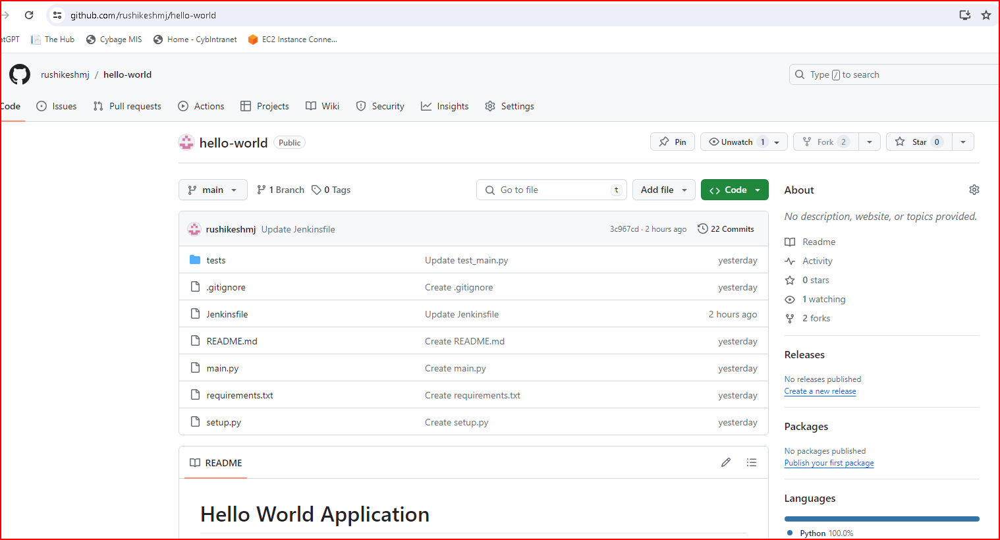 github.com/rushikeshmj/hello-world
atGPT The Hub Cybage MIS Home - CybIntranet EC2 Instance Conne...
rushikeshmj / hello-world Type / to search
Code Issues Pull requests Actions Projects Wiki Security Insights Settings
hello-world Public Pin Unwatch 1 Fork 2 Star 0
main 1 Branch 0 Tags Go to file t Add file Code About
rushikeshmj Update Jenkinsfile 3c967cd · 2 hours ago 22 Commits
No description, website, or topics provided.
tests Update test_main.py yesterday
.gitignore Create .gitignore yesterday
Jenkinsfile Update Jenkinsfile 2 hours ago
README.md Create README.md yesterday
main.py Create main.py yesterday
requirements.txt Create requirements.txt yesterday
setup.py Create setup.py yesterday
Readme
Activity
0 stars
1 watching
2 forks
Releases
No releases published
Create a new release
Packages
No packages published
Publish your first package
Languages
Python 100.0%
README
Hello World Application